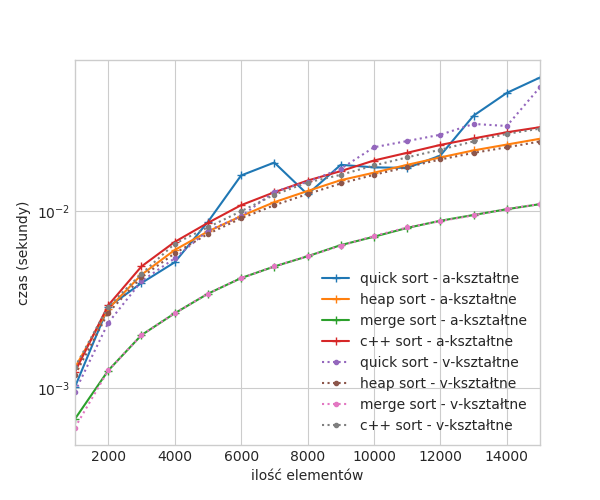 10⁻²
10⁻³
czas (sekundy)
2000 4000 6000 8000 10000 12000 14000
ilość elementów
quick sort - a-kształtne
heap sort - a-kształtne
merge sort - a-kształtne
c++ sort - a-kształtne
quick sort - v-kształtne
heap sort - v-kształtne
merge sort - v-kształtne
c++ sort - v-kształtne